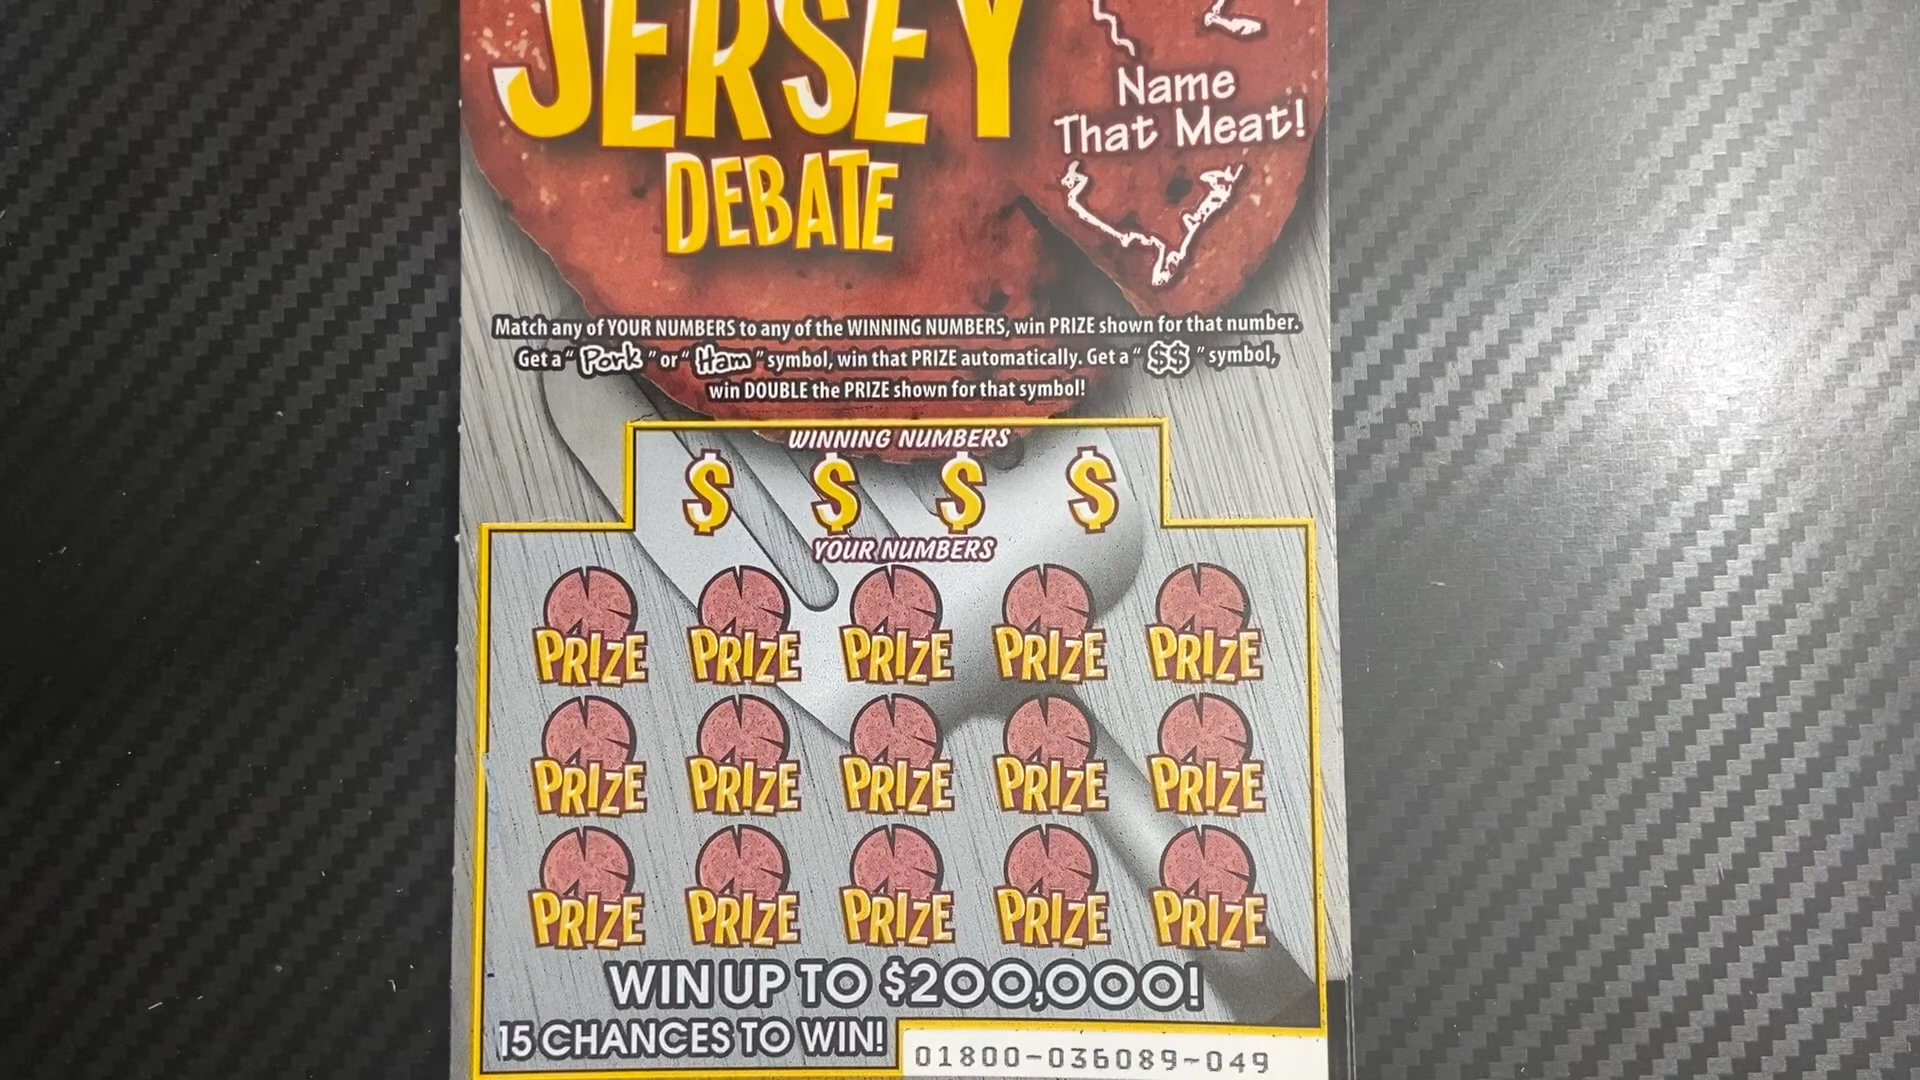 JERSEY
DEBATE
Name
That Meat!
Match any of YOUR NUMBERS to any of the WINNING NUMBERS, win PRIZE shown for that number.
Get a "Pork" or "Ham" symbol, win that PRIZE automatically. Get a "$$" symbol,
win DOUBLE the PRIZE shown for that symbol!
WINNING NUMBERS
$ $ $ $
YOUR NUMBERS
PRIZE PRIZE PRIZE PRIZE PRIZE
PRIZE PRIZE PRIZE PRIZE PRIZE
PRIZE PRIZE PRIZE PRIZE PRIZE
WIN UP TO $200,000!
15 CHANCES TO WIN!
01800-036089-049